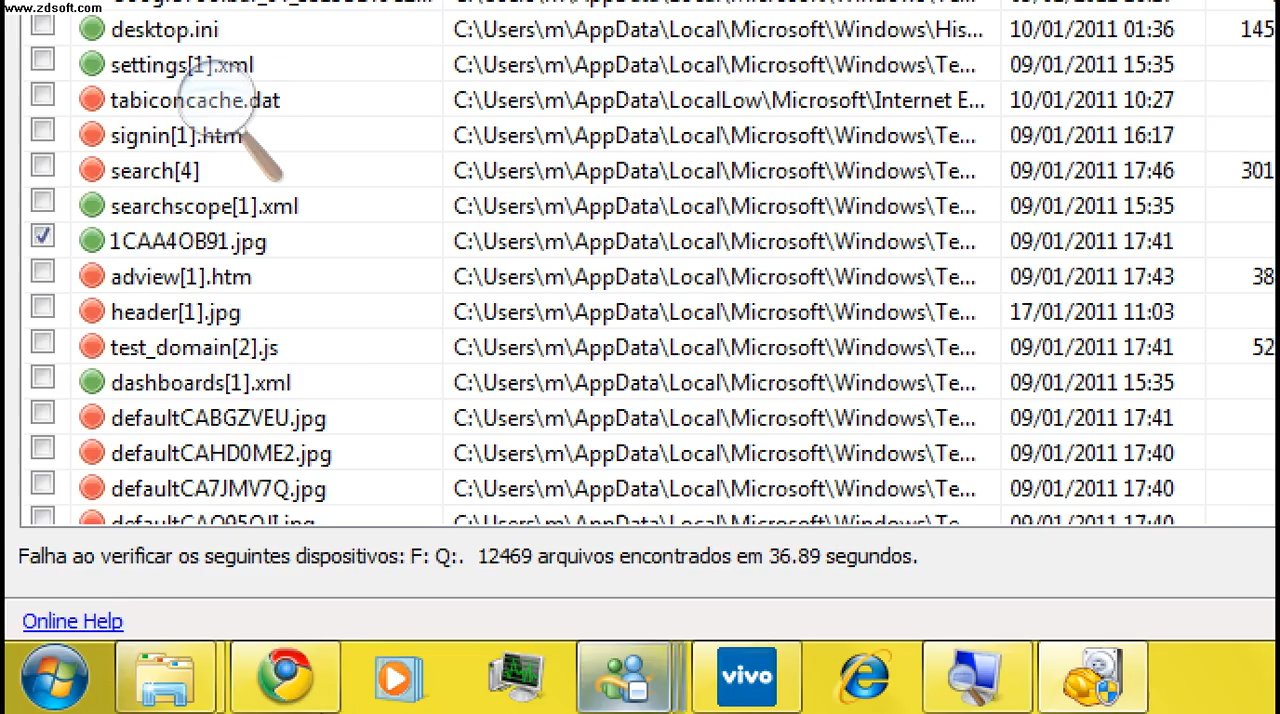 www.zdsoft.com
desktop.ini C:\Users\m\AppData\Local\Microsoft\Windows\His... 10/01/2011 01:36 145
settings[1].xml C:\Users\m\AppData\Local\Microsoft\Windows\Te... 09/01/2011 15:35
tabiconcache.dat C:\Users\m\AppData\LocalLow\Microsoft\Internet E... 10/01/2011 10:27
signin[1].htm C:\Users\m\AppData\Local\Microsoft\Windows\Te... 09/01/2011 16:17
search[4] C:\Users\m\AppData\Local\Microsoft\Windows\Te... 09/01/2011 17:46 301
searchscope[1].xml C:\Users\m\AppData\Local\Microsoft\Windows\Te... 09/01/2011 15:35
1CAA4OB91.jpg C:\Users\m\AppData\Local\Microsoft\Windows\Te... 09/01/2011 17:41
adview[1].htm C:\Users\m\AppData\Local\Microsoft\Windows\Te... 09/01/2011 17:43 38
header[1].jpg C:\Users\m\AppData\Local\Microsoft\Windows\Te... 17/01/2011 11:03
test_domain[2].js C:\Users\m\AppData\Local\Microsoft\Windows\Te... 09/01/2011 17:41 52
dashboards[1].xml C:\Users\m\AppData\Local\Microsoft\Windows\Te... 09/01/2011 15:35
defaultCABGZVEU.jpg C:\Users\m\AppData\Local\Microsoft\Windows\Te... 09/01/2011 17:41
defaultCAHD0ME2.jpg C:\Users\m\AppData\Local\Microsoft\Windows\Te... 09/01/2011 17:40
defaultCA7JMV7Q.jpg C:\Users\m\AppData\Local\Microsoft\Windows\Te... 09/01/2011 17:40
C:\Users\m\AppData\Local\Microsoft\Windows\Te... 09/01/2011 17:40
Falha ao verificar os seguintes dispositivos: F: Q:. 12469 arquivos encontrados em 36.89 segundos.
Online Help
vivo